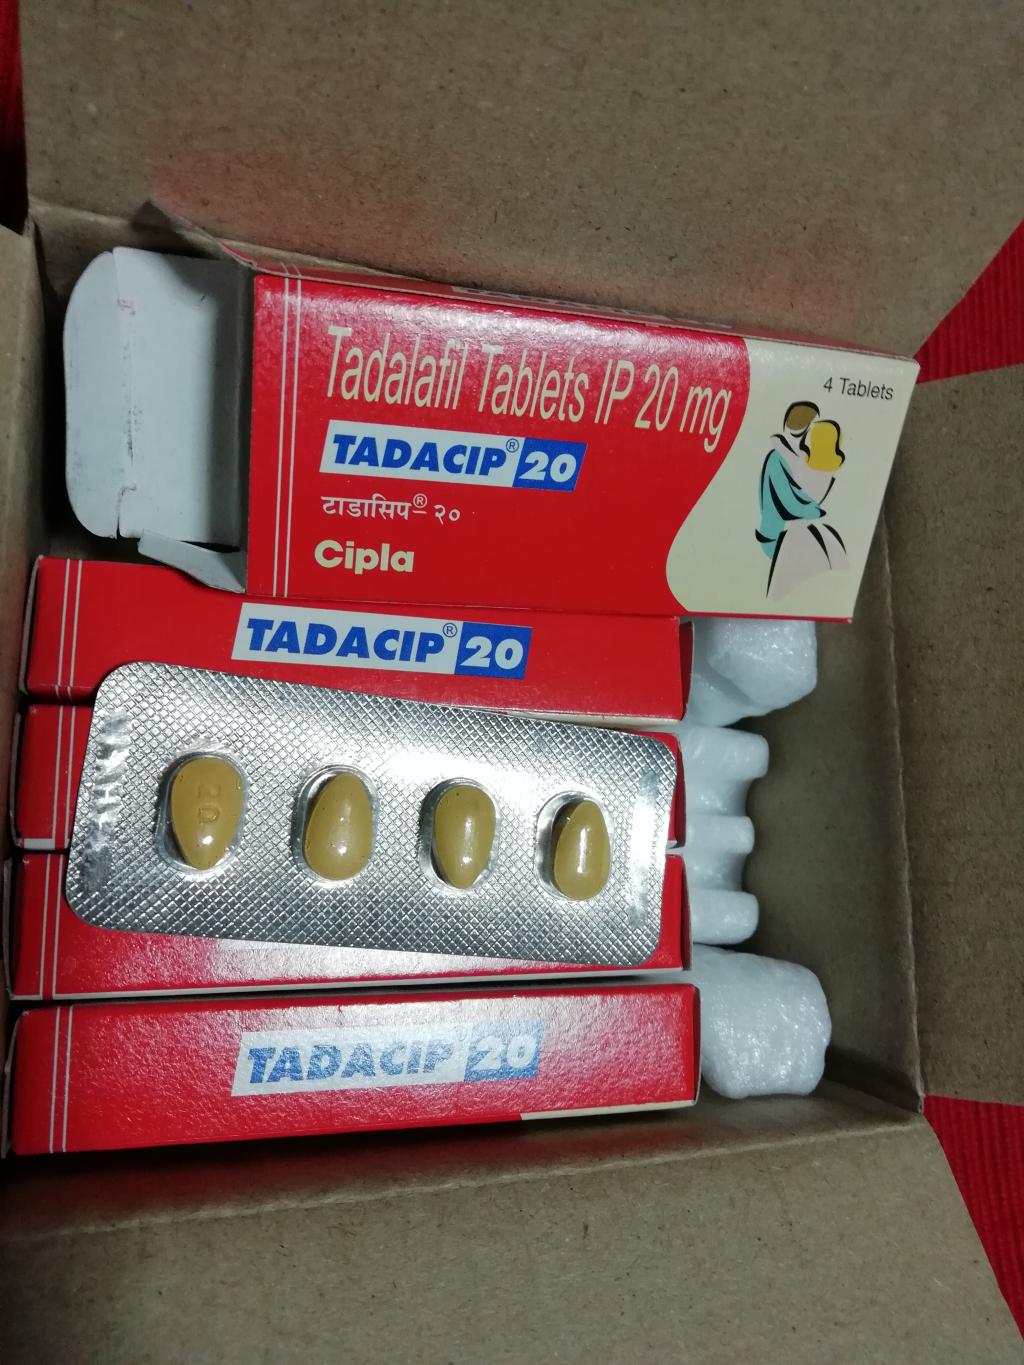 Tadalafil Tablets IP 20 mg
4 Tablets
TADACIP® 20
टाडासिप® २०
Cipla
TADACIP® 20
20
TADACIP 20